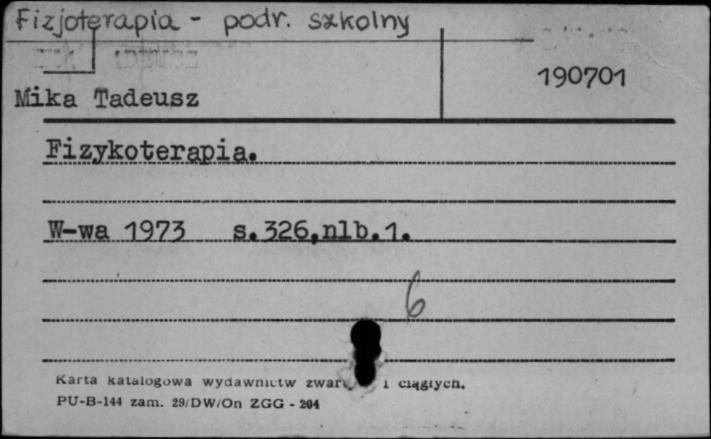 Fizjoterapia - podr. szkolny
190701
Mika Tadeusz
Fizykoterapia.
W-wa 1973 s.326,nlb.1.
6
Karta katalogowa wydawnictw i ciągłych.
PU-B-144 zam. 29/DW/On ZGG - 204